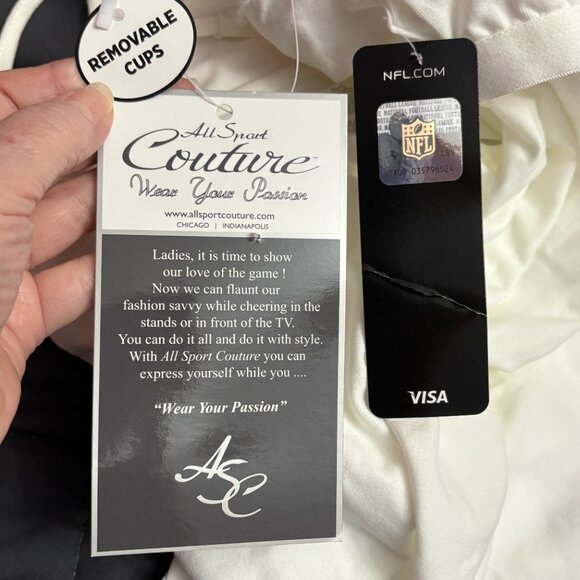 REMOVABLE
CUPS
All Sport
Couture
Wear Your Passion
www.allsportcouture.com
CHICAGO | INDIANAPOLIS
Ladies, it is time to show
our love of the game !
Now we can flaunt our
fashion savvy while cheering in the
stands or in front of the TV.
You can do it all and do it with style.
With All Sport Couture you can
express yourself while you ....
“Wear Your Passion”
ASC
NFL.COM
NFL
LBV
TA09 035796524
VISA